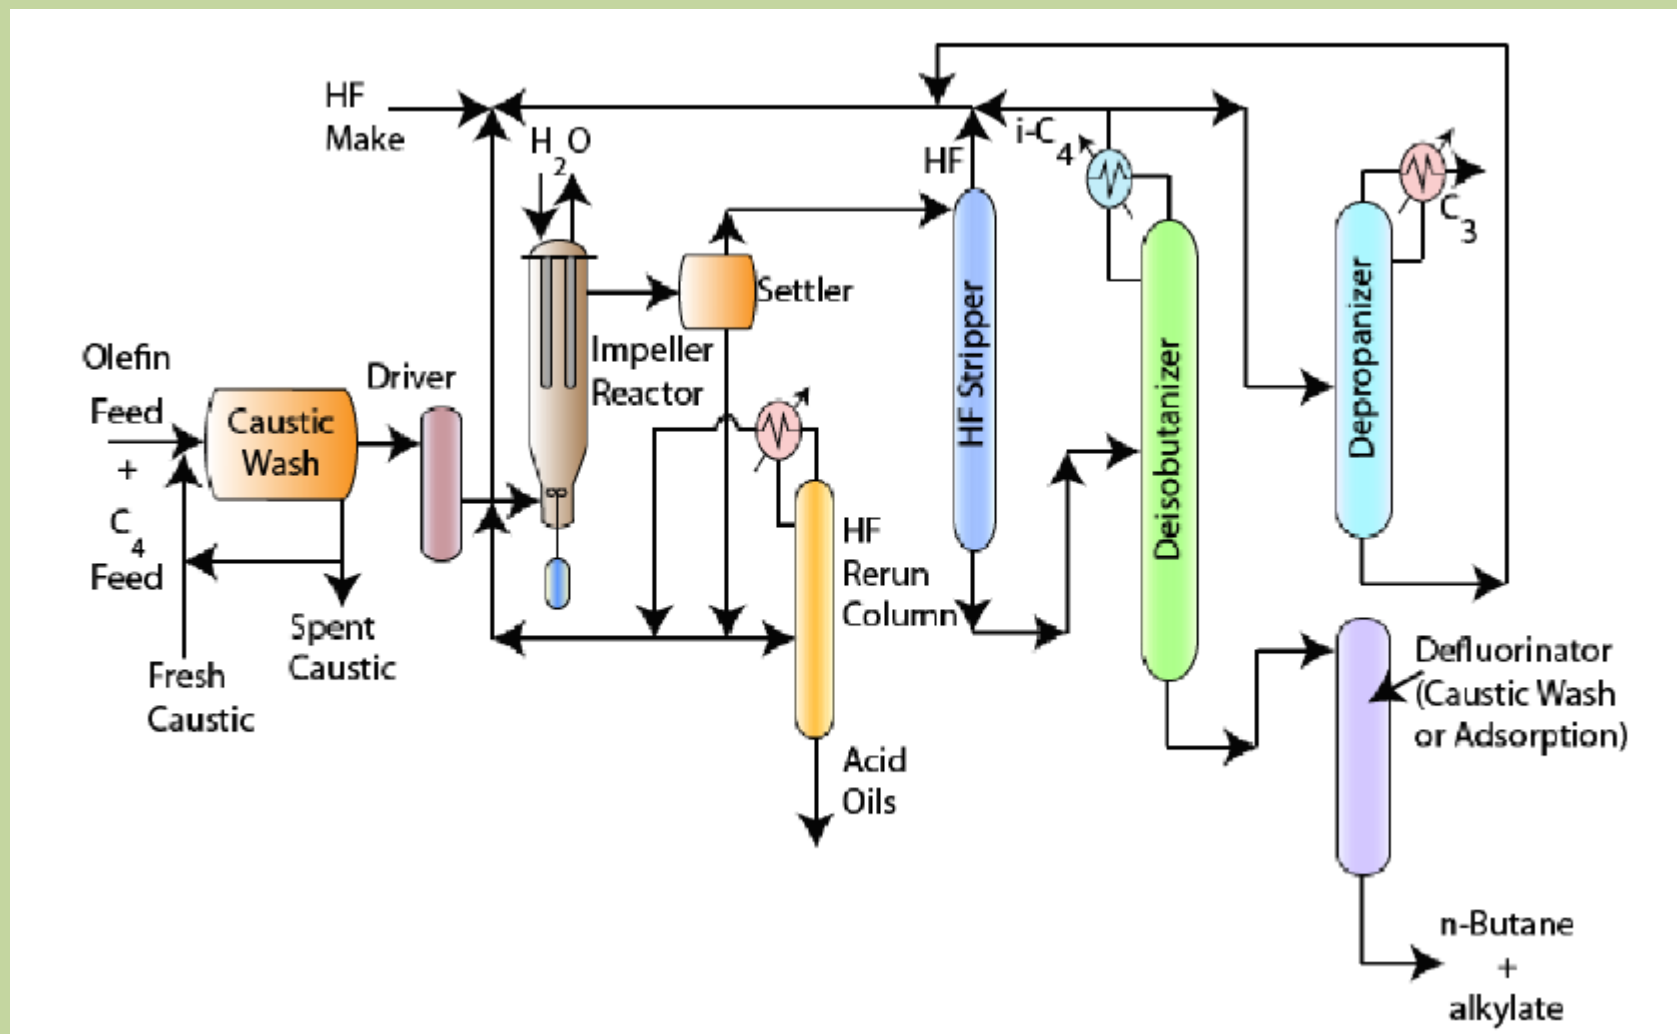 HF
Make
H2O
HF
i-C4
C3
Settler
Impeller
Reactor
Olefin
Feed
+
C4
Feed
Caustic
Wash
Driver
HF Stripper
Deisobutanizer
Depropanizer
HF
Rerun
Column
Spent
Caustic
Fresh
Caustic
Acid
Oils
Defluorinator
(Caustic Wash
or Adsorption)
n-Butane
+
alkylate